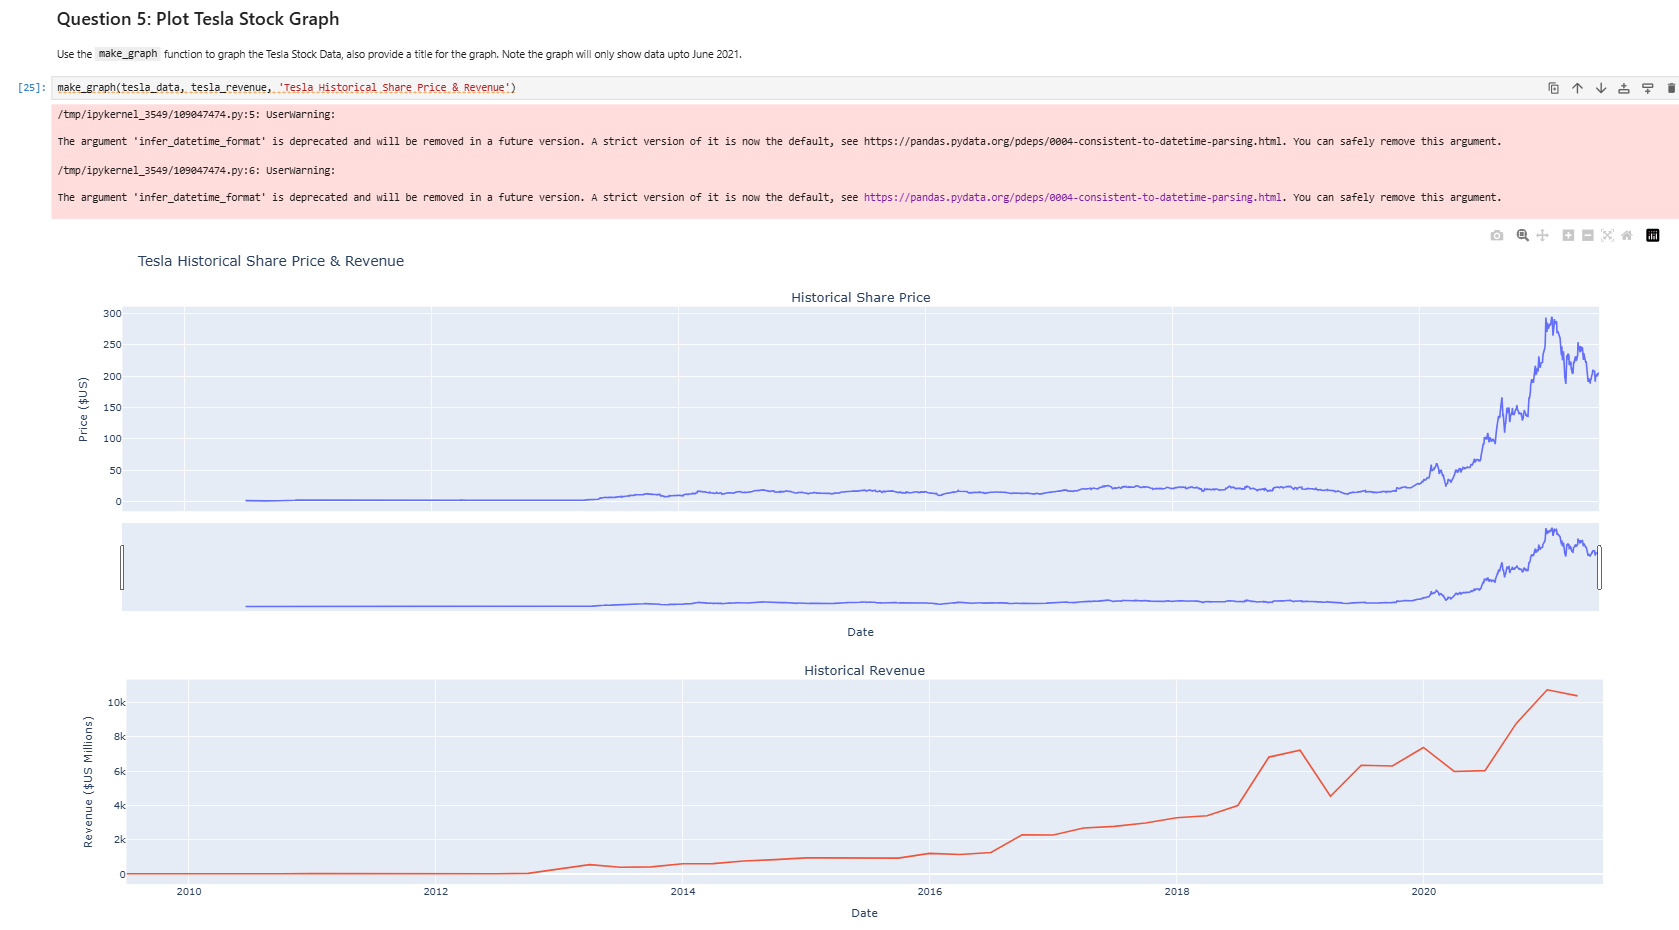 Question 5: Plot Tesla Stock Graph
Use the make_graph function to graph the Tesla Stock Data, also provide a title for the graph. Note the graph will only show data upto June 2021.
[25]: make_graph(tesla_data, tesla_revenue, 'Tesla Historical Share Price & Revenue')
/tmp/ipykernel_3549/109047474.py:5: UserWarning:
The argument 'infer_datetime_format' is deprecated and will be removed in a future version. A strict version of it is now the default, see https://pandas.pydata.org/pdeps/0004-consistent-to-datetime-parsing.html. You can safely remove this argument.
/tmp/ipykernel_3549/109047474.py:6: UserWarning:
The argument 'infer_datetime_format' is deprecated and will be removed in a future version. A strict version of it is now the default, see https://pandas.pydata.org/pdeps/0004-consistent-to-datetime-parsing.html. You can safely remove this argument.
Tesla Historical Share Price & Revenue
Historical Share Price
300
250
200
150
100
50
0
Price ($US)
Date
Historical Revenue
10k
8k
6k
4k
2k
0
Revenue ($US Millions)
2010 2012 2014 2016 2018 2020
Date